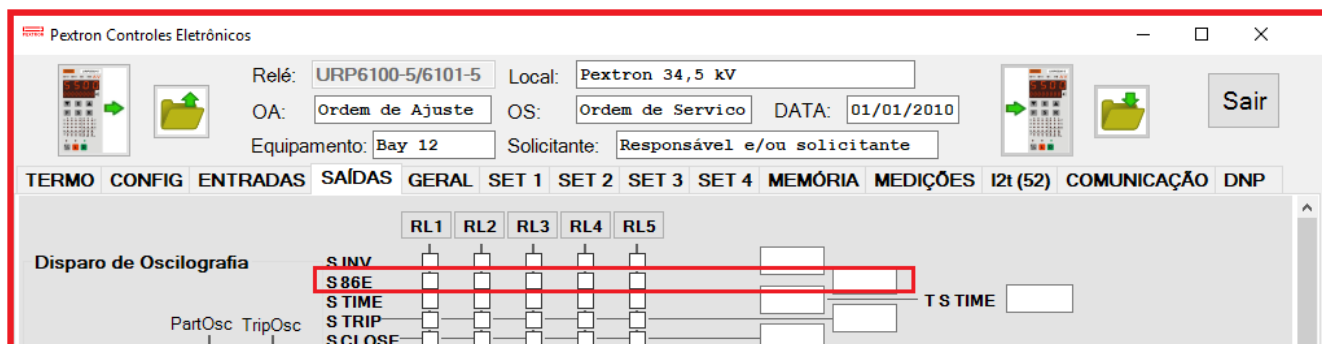 PEXTRON Pextron Controles Eletrônicos
Relé: URP6100-5/6101-5 Local: Pextron 34,5 kV
OA: Ordem de Ajuste OS: Ordem de Servico DATA: 01/01/2010 Sair
Equipamento: Bay 12 Solicitante: Responsável e/ou solicitante
TERMO CONFIG ENTRADAS SAÍDAS GERAL SET 1 SET 2 SET 3 SET 4 MEMÓRIA MEDIÇÕES I2t (52) COMUNICAÇÃO DNP
RL1 RL2 RL3 RL4 RL5
Disparo de Oscilografia S INV
S 86E
S TIME T S TIME
PartOsc TripOsc S TRIP
S CLOSE